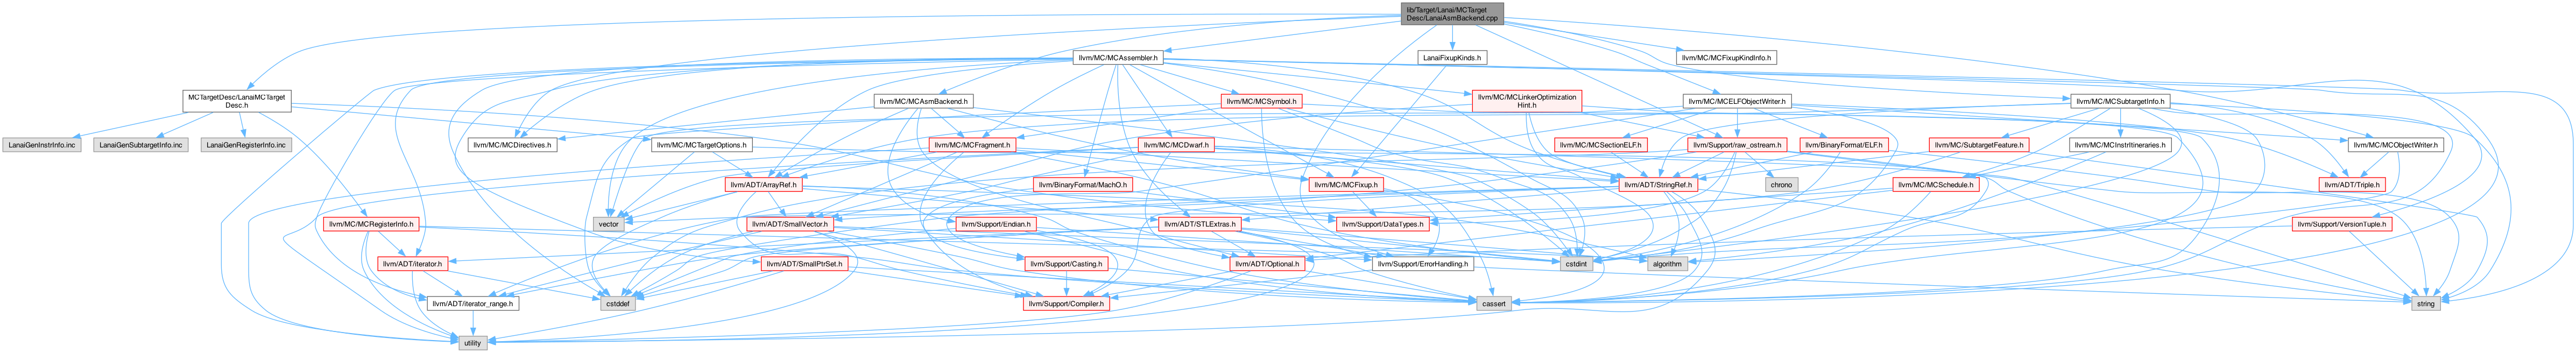 lib/Target/Lanai/MCTarget
Desc/LanaiAsmBackend.cpp
llvm/MC/MCAssembler.h
LanaiFixupKinds.h
llvm/MC/MCFixupKindInfo.h
MCTargetDesc/LanaiMCTarget
Desc.h
llvm/MC/MCAsmBackend.h
llvm/MC/MCSymbol.h
llvm/MC/MCLinkerOptimization
Hint.h
llvm/MC/MCELFObjectWriter.h
llvm/MC/MCSubtargetInfo.h
LanaiGenInstrInfo.inc
LanaiGenSubtargetInfo.inc
LanaiGenRegisterInfo.inc
llvm/MC/MCDirectives.h
llvm/MC/MCTargetOptions.h
llvm/MC/MCFragment.h
llvm/MC/MCDwarf.h
llvm/MC/MCSectionELF.h
llvm/Support/raw_ostream.h
llvm/BinaryFormat/ELF.h
llvm/MC/MCSubtargetFeature.h
llvm/MC/MCInstrItineraries.h
llvm/MC/MCObjectWriter.h
llvm/ADT/ArrayRef.h
llvm/BinaryFormat/MachO.h
llvm/MC/MCFixup.h
llvm/ADT/StringRef.h
chrono
llvm/MC/MCSchedule.h
llvm/ADT/Triple.h
llvm/MC/MCRegisterInfo.h
vector
llvm/ADT/SmallVector.h
llvm/Support/Endian.h
llvm/ADT/STLExtras.h
llvm/Support/DataTypes.h
llvm/Support/VersionTuple.h
llvm/ADT/iterator.h
llvm/ADT/SmallPtrSet.h
llvm/Support/Casting.h
llvm/ADT/Optional.h
llvm/Support/ErrorHandling.h
cstdint
algorithm
llvm/ADT/iterator_range.h
cstddef
llvm/Support/Compiler.h
cassert
string
utility